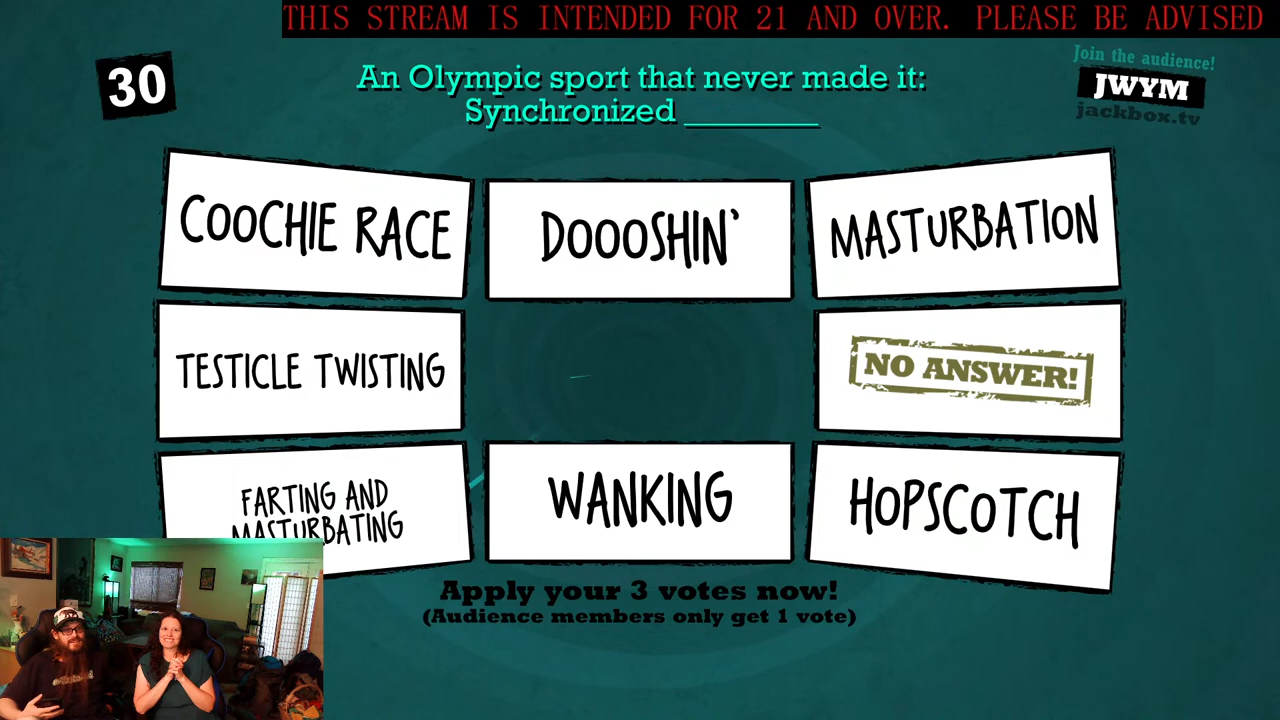 THIS STREAM IS INTENDED FOR 21 AND OVER. PLEASE BE ADVISED
30
An Olympic sport that never made it:
Synchronized ________
Join the audience!
JWYM
jackbox.tv
COOCHIE RACE
DOOOSHIN'
MASTURBATION
TESTICLE TWISTING
NO ANSWER!
FARTING AND
MASTURBATING
WANKING
HOPSCOTCH
Apply your 3 votes now!
(Audience members only get 1 vote)